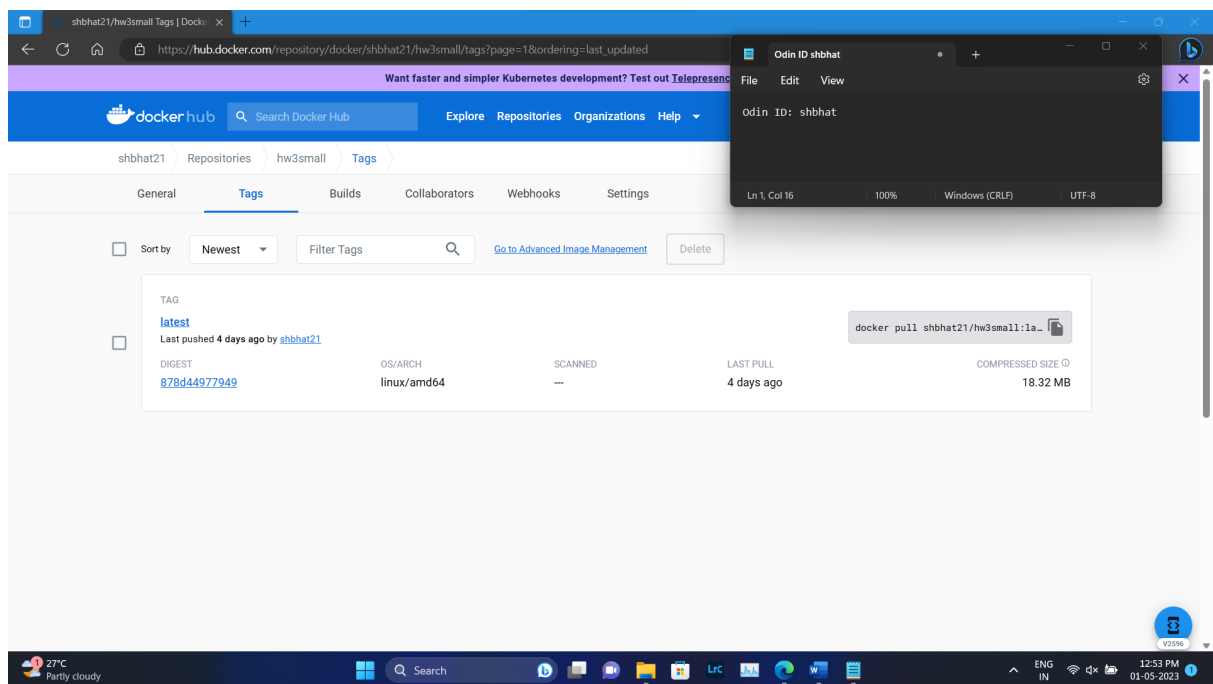 shbhat21/hw3small Tags | Docke
https://hub.docker.com/repository/docker/shbhat21/hw3small/tags?page=1&ordering=last_updated
Want faster and simpler Kubernetes development? Test out Telepresenc
dockerhub
Search Docker Hub
Explore Repositories Organizations Help
shbhat21 Repositories hw3small Tags
General Tags Builds Collaborators Webhooks Settings
Odin ID shbhat
File Edit View
Odin ID: shbhat
Ln 1, Col 16 100% Windows (CRLF) UTF-8
Sort by Newest Filter Tags Go to Advanced Image Management Delete
TAG
latest
Last pushed 4 days ago by shbhat21
docker pull shbhat21/hw3small:la…
DIGEST OS/ARCH SCANNED LAST PULL COMPRESSED SIZE
878d44977949 linux/amd64 --- 4 days ago 18.32 MB
V2596
1
27°C
Partly cloudy
Search
LrC
W
ENG
IN
12:53 PM
01-05-2023
1